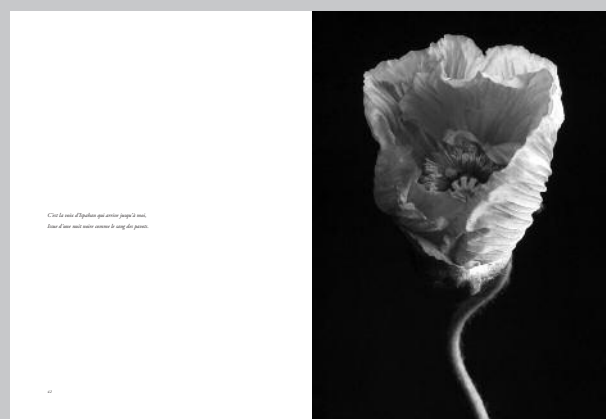 C'est la voix d'Ispahan qui arrive jusqu'à moi,
Issue d'une nuit noire comme le sang des pavots.